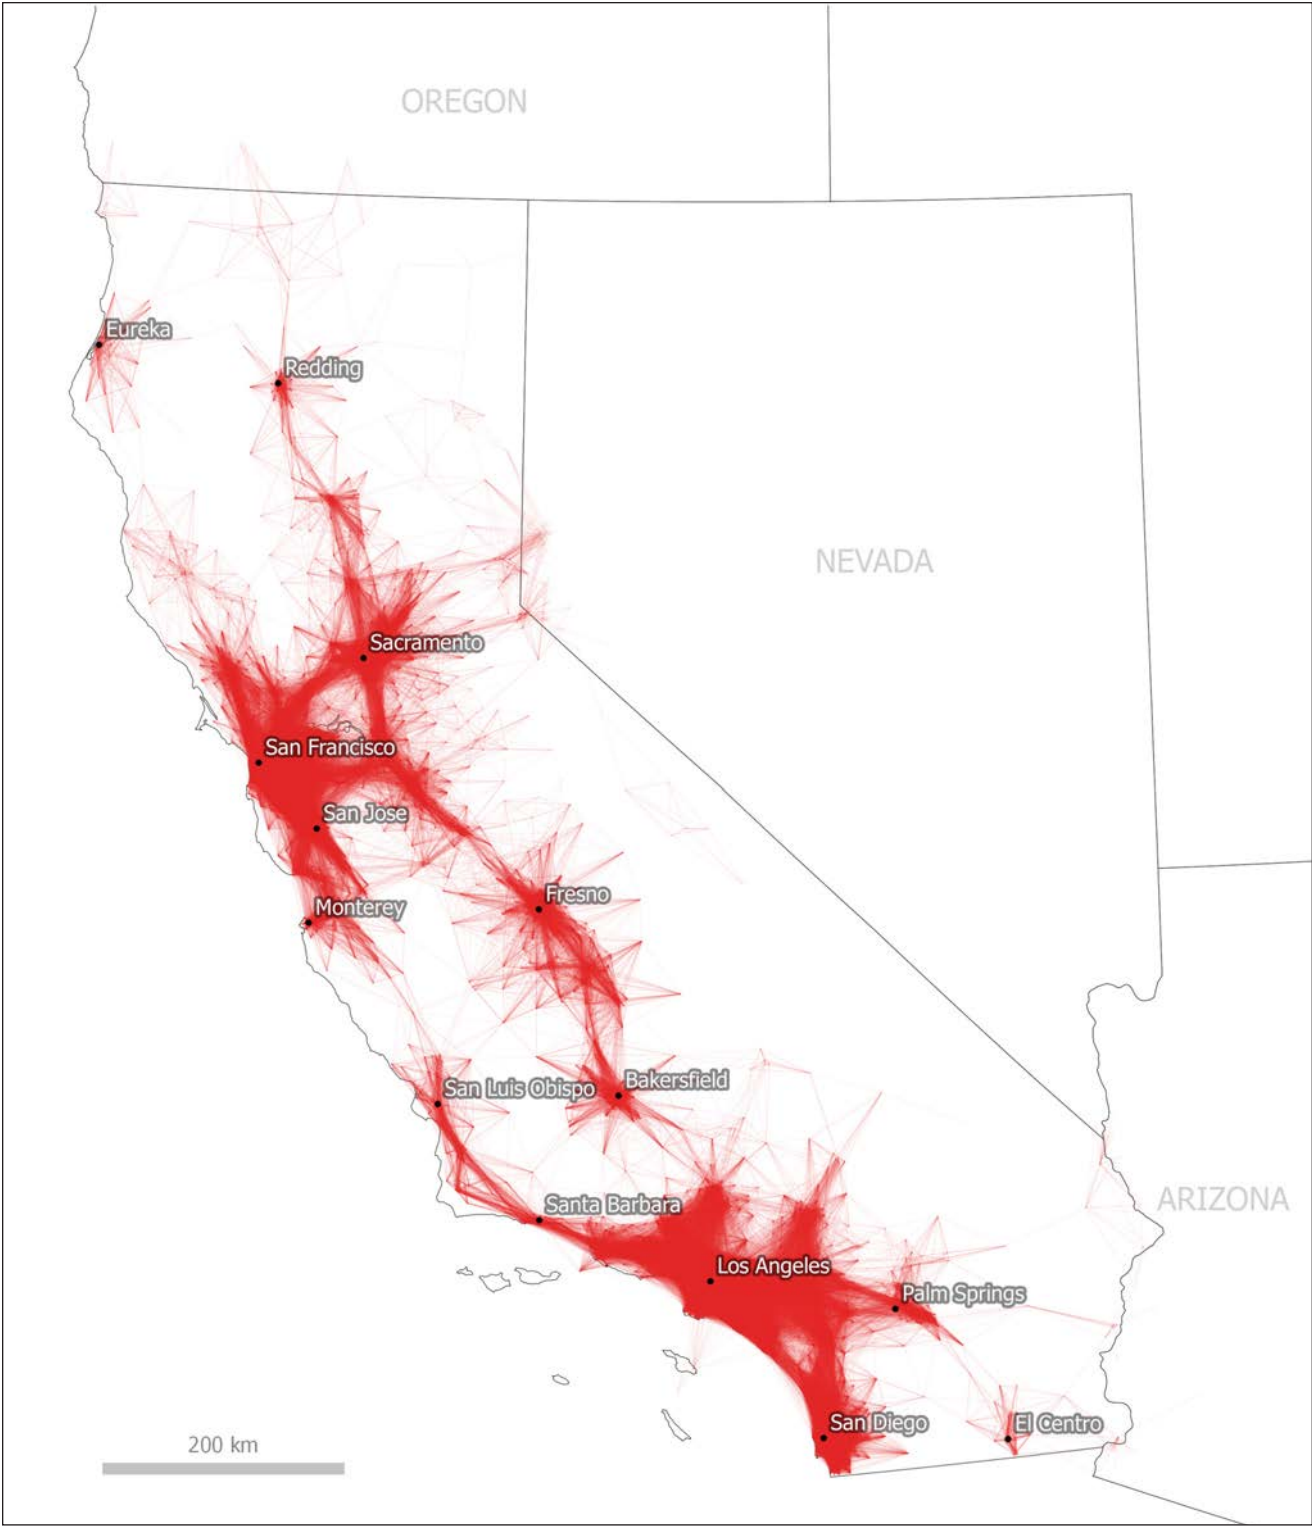 OREGON
Eureka
Redding
NEVADA
Sacramento
San Francisco
San Jose
Fresno
Monterey
Bakersfield
San Luis Obispo
ARIZONA
Santa Barbara
Los Angeles
Palm Springs
San Diego
El Centro
200 km